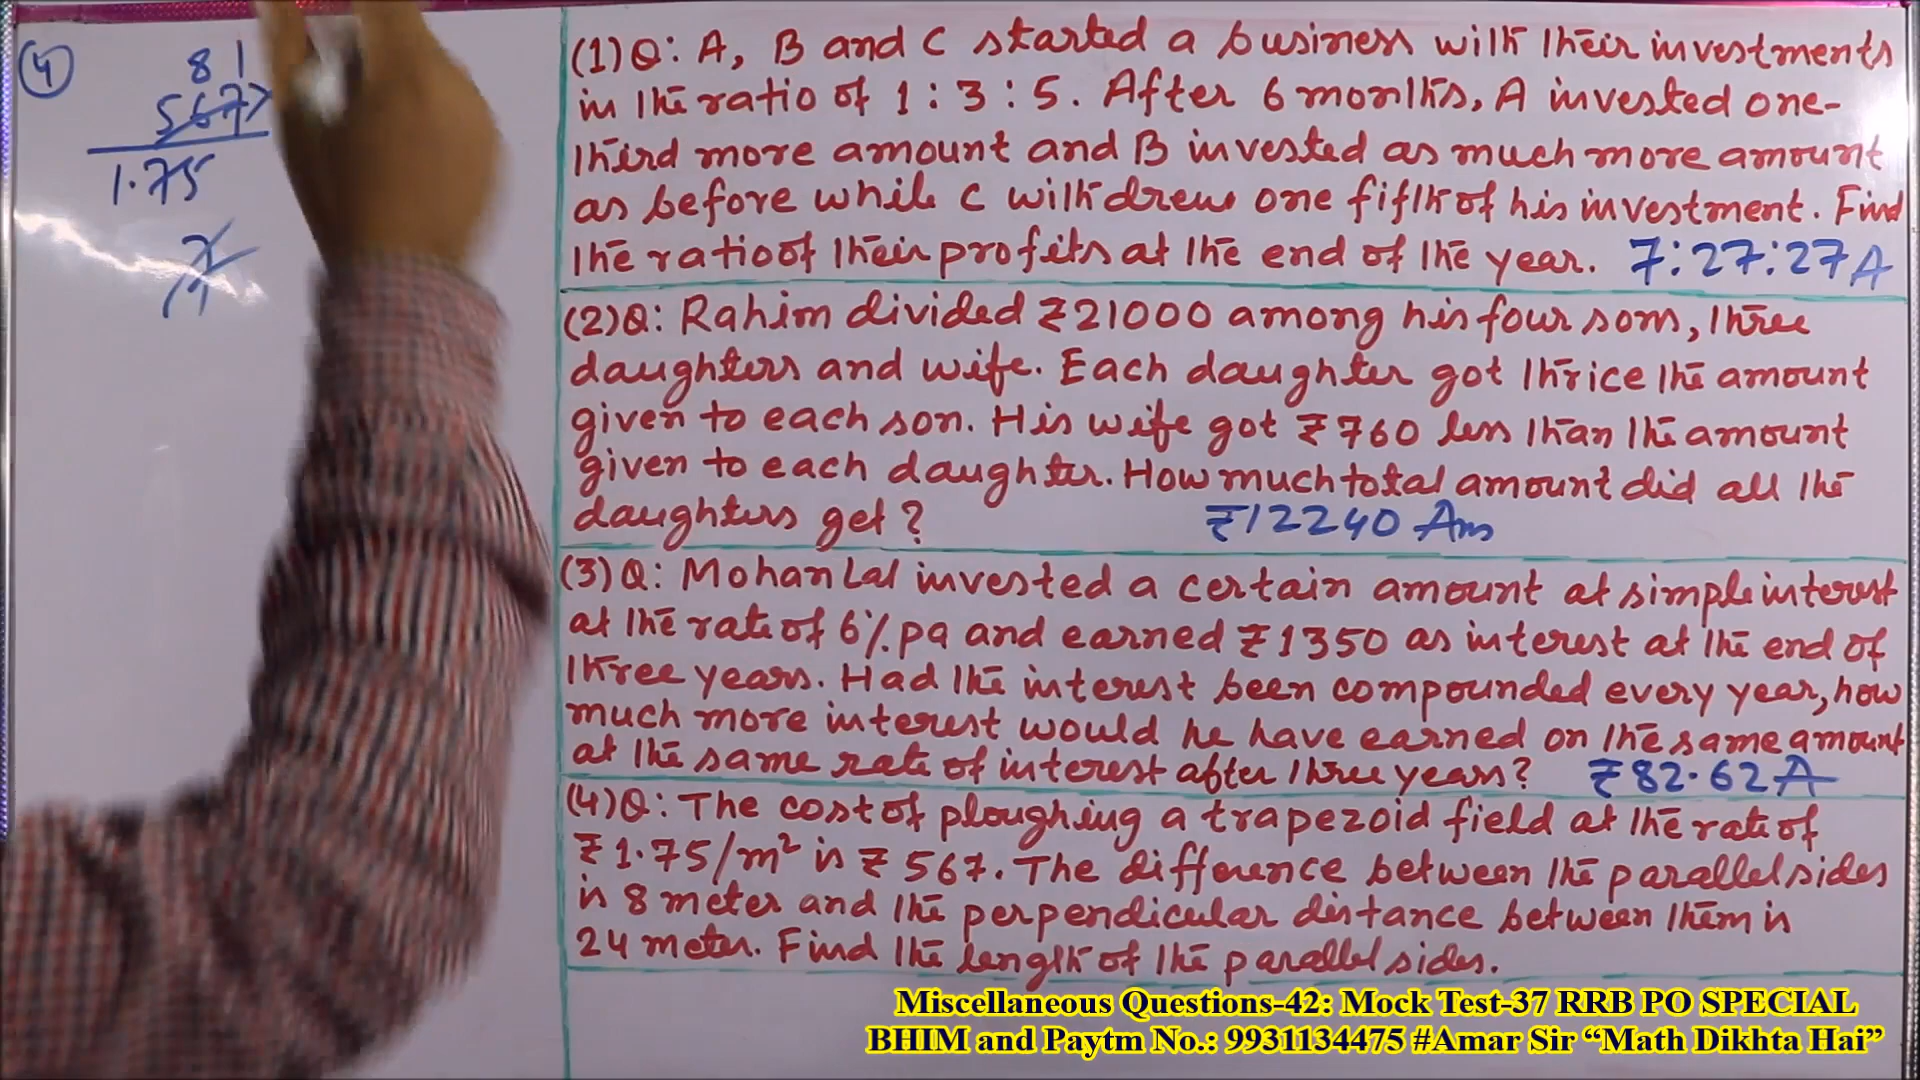 (4)
81
567
1.75
(1)Q: A, B and C started a business with their investments
in the ratio of 1 : 3 : 5. After 6 months, A invested one-
third more amount and B invested as much more amount
as before while C withdrew one fifth of his investment. Find
the ratio of their profits at the end of the year. 7:27:27 A
(2)Q: Rahim divided ₹21000 among his four sons, three
daughters and wife. Each daughter got thrice the amount
given to each son. His wife got ₹760 less than the amount
given to each daughter. How much total amount did all the
daughters get? ₹12240 Ans
(3)Q: Mohan Lal invested a certain amount at simple interest
at the rate of 6% pa and earned ₹1350 as interest at the end of
three years. Had the interest been compounded every year, how
much more interest would he have earned on the same amount
at the same rate of interest after three years? ₹82.62 A
(4)Q: The cost of ploughing a trapezoid field at the rate of
₹1.75/m² is ₹567. The difference between the parallel sides
is 8 meter and the perpendicular distance between them is
24 meter. Find the length of the parallel sides.
Miscellaneous Questions-42: Mock Test-37 RRB PO SPECIAL
BHIM and Paytm No.: 9931134475 #Amar Sir “Math Dikhta Hai”